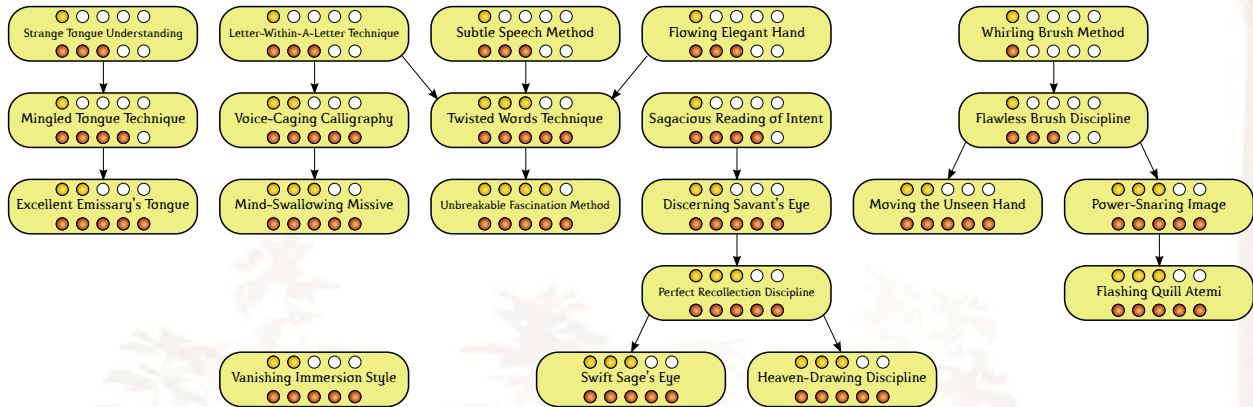 Strange Tongue Understanding
Letter-Within-A-Letter Technique
Subtle Speech Method
Flowing Elegant Hand
Whirling Brush Method
Mingled Tongue Technique
Voice-Caging Calligraphy
Twisted Words Technique
Sagacious Reading of Intent
Flawless Brush Discipline
Excellent Emissary's Tongue
Mind-Swallowing Missive
Unbreakable Fascination Method
Discerning Savant's Eye
Moving the Unseen Hand
Power-Snaring Image
Perfect Recollection Discipline
Flashing Quill Atemi
Vanishing Immersion Style
Swift Sage's Eye
Heaven-Drawing Discipline